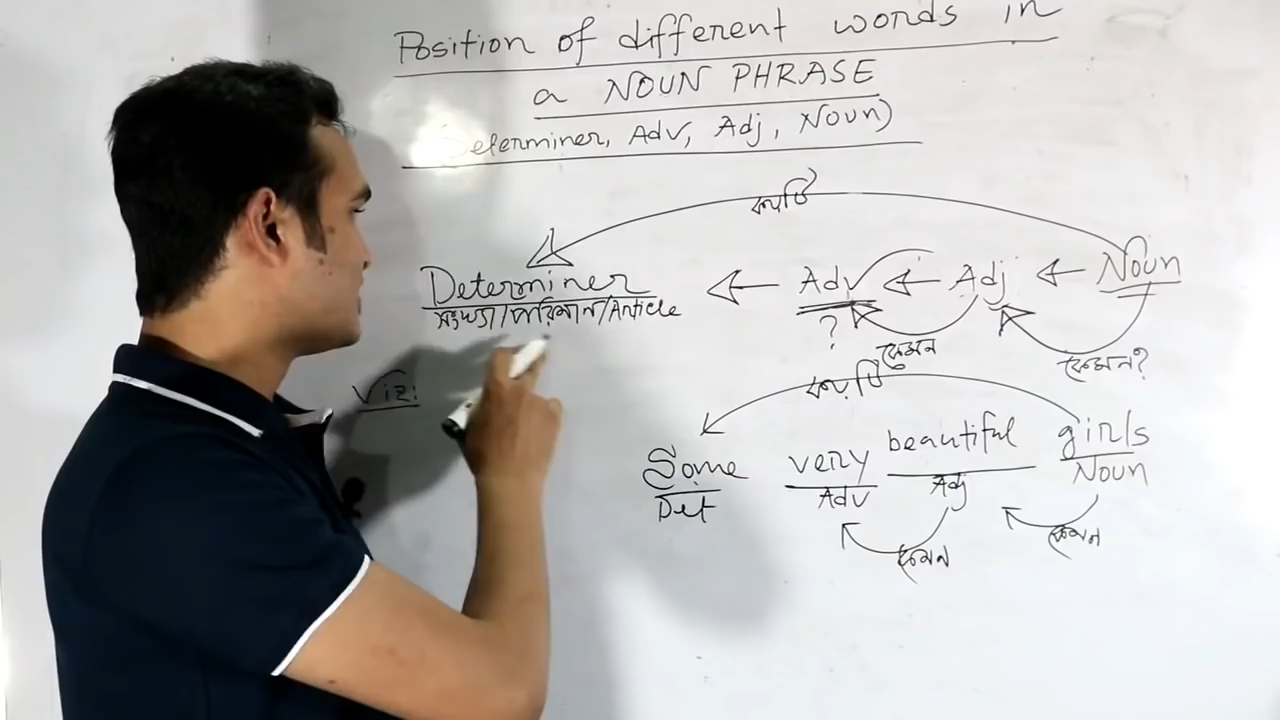 Position of different words in
a NOUN PHRASE
Determiner, Adv, Adj, Noun)
কয়টি
Determiner ← Adv ← Adj ← Noun
সংখ্যা/পরিমান/Article
?
কেমন
কেমন?
Viz:
কয়টি
Some very beautiful girls
Det Adv Adj Noun
কেমন কেমন